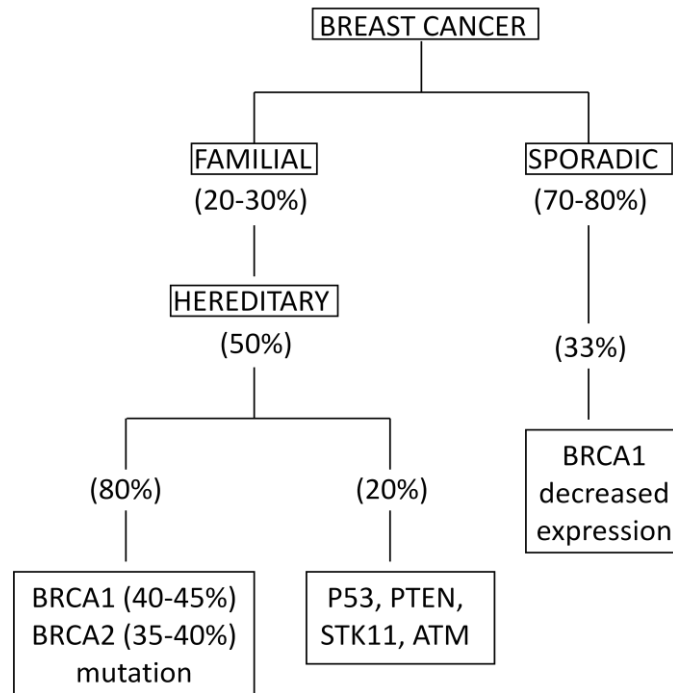 BREAST CANCER
FAMILIAL
(20-30%)
SPORADIC
(70-80%)
HEREDITARY
(50%)
(33%)
(80%)
(20%)
BRCA1
decreased
expression
BRCA1 (40-45%)
BRCA2 (35-40%)
mutation
P53, PTEN,
STK11, ATM